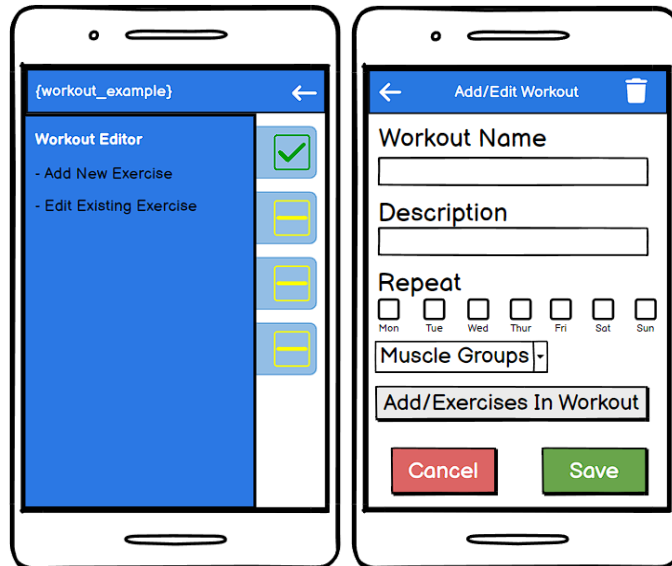 {workout_example}
Workout Editor
- Add New Exercise
- Edit Existing Exercise
Add/Edit Workout
Workout Name
Description
Repeat
Mon Tue Wed Thur Fri Sat Sun
Muscle Groups
Add/Exercises In Workout
Cancel Save